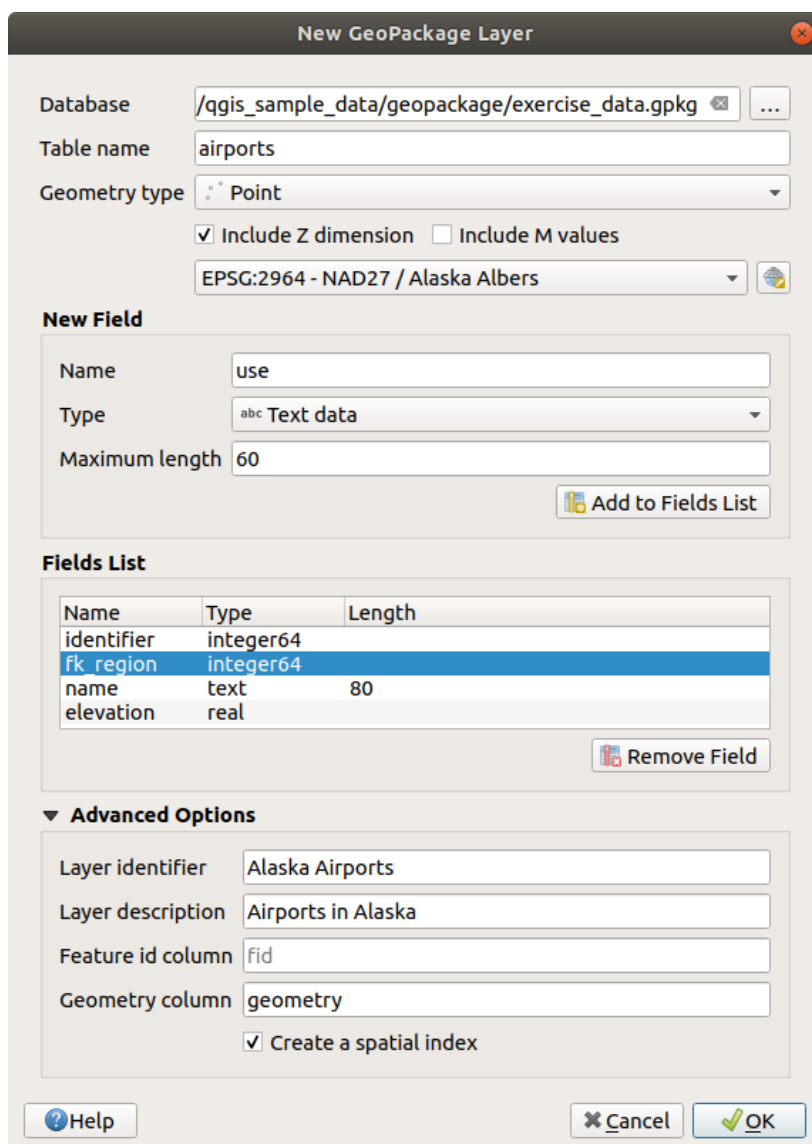 New GeoPackage Layer
Database /qgis_sample_data/geopackage/exercise_data.gpkg ...
Table name airports
Geometry type Point
Include Z dimension Include M values
EPSG:2964 - NAD27 / Alaska Albers
New Field
Name use
Type abc Text data
Maximum length 60
Add to Fields List
Fields List
Name Type Length
identifier integer64
fk_region integer64
name text 80
elevation real
Remove Field
Advanced Options
Layer identifier Alaska Airports
Layer description Airports in Alaska
Feature id column fid
Geometry column geometry
Create a spatial index
Help Cancel OK